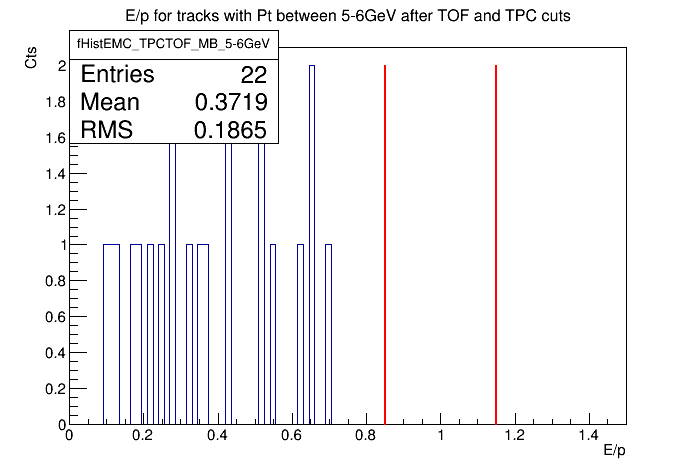 E/p for tracks with Pt between 5-6GeV after TOF and TPC cuts
fHistEMC_TPCTOF_MB_5-6GeV
Entries 22
Mean 0.3719
RMS 0.1865
Cts
2
1.8
1.6
1.4
1.2
1
0.8
0.6
0.4
0.2
0
0 0.2 0.4 0.6 0.8 1 1.2 1.4
E/p